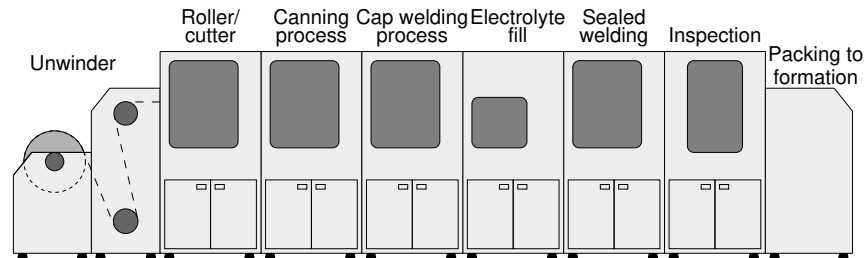 Unwinder
Roller/
cutter
Canning
process
Cap welding
process
Electrolyte
fill
Sealed
welding
Inspection
Packing to
formation